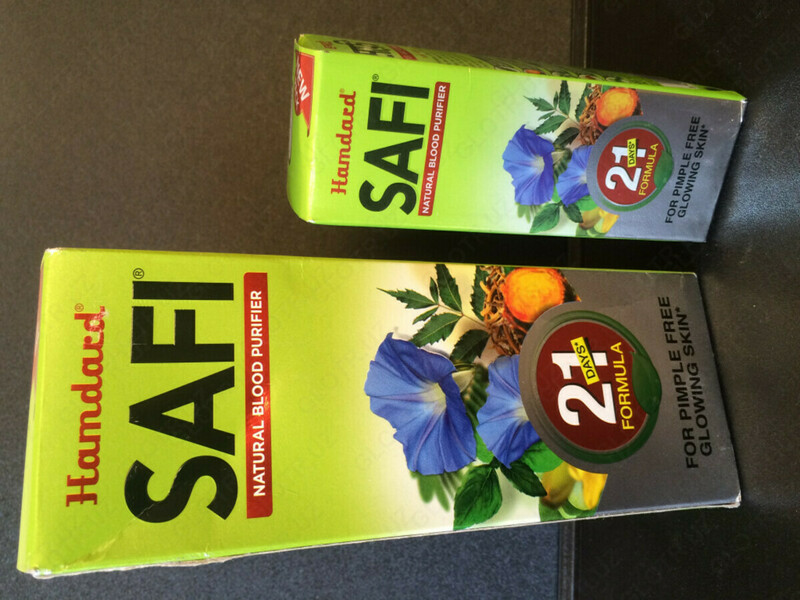 Hamdard®
SAFI®
NATURAL BLOOD PURIFIER
21
DAYS*
FORMULA
FOR PIMPLE FREE
GLOWING SKIN*
NEW
Hamdard®
SAFI®
NATURAL BLOOD PURIFIER
21
DAYS*
FORMULA
FOR PIMPLE FREE
GLOWING SKIN*